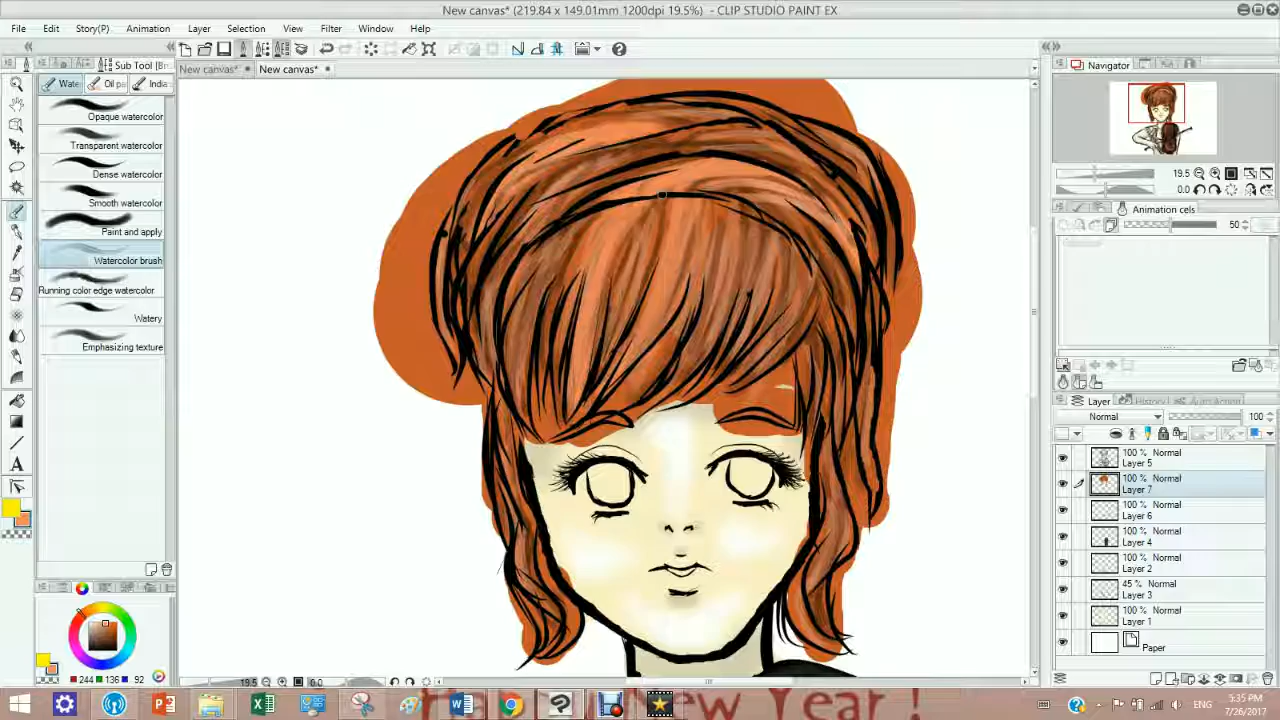 New canvas* (219.84 x 149.01mm 1200dpi 19.5%) - CLIP STUDIO PAINT EX
File Edit Story(P) Animation Layer Selection View Filter Window Help
New canvas* New canvas*
Sub Tool [Br
Wate Oil pa India
Opaque watercolor
Transparent watercolor
Dense watercolor
Smooth watercolor
Paint and apply
Watercolor brush
Running color edge watercolor
Watery
Emphasizing texture
244 136 92
19.5 0.0
Navigator
19.5
0.0
Animation cels
50
Layer History Auto Action
Normal 100
100 % Normal
Layer 5
100 % Normal
Layer 7
100 % Normal
Layer 6
100 % Normal
Layer 4
100 % Normal
Layer 2
45 % Normal
Layer 3
100 % Normal
Layer 1
Paper
New Year !
ENG
5:35 PM
7/26/2017